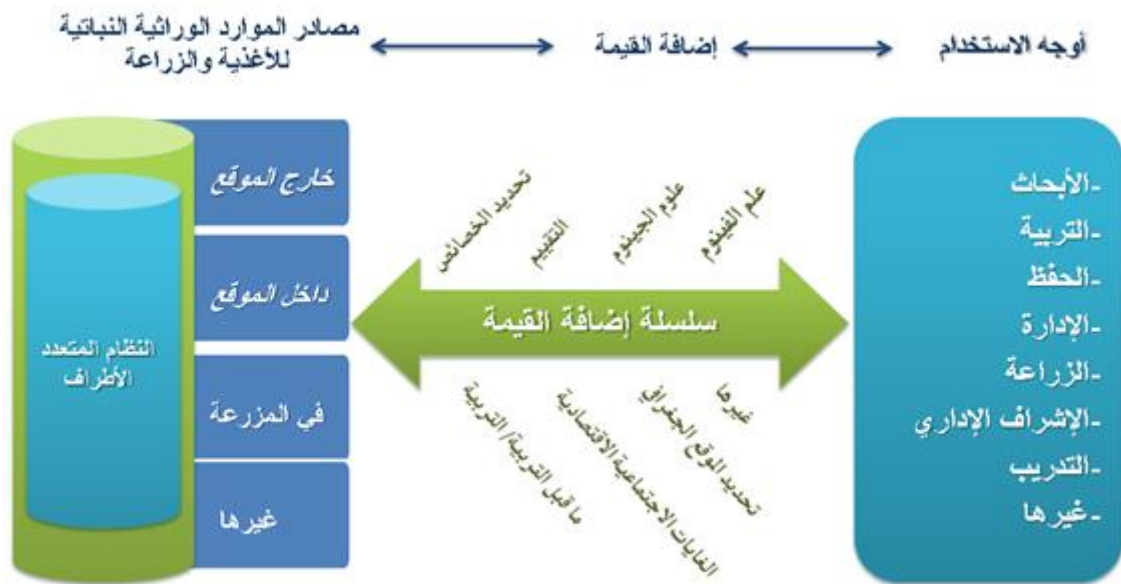 مصادر الموارد الوراثية النباتية
للأغذية والزراعة
إضافة القيمة
أوجه الاستخدام
خارج الموقع
داخل الموقع
في المزرعة
غيرها
النظام المتعدد
الأطراف
تحديد الخصائص
التقييم
علوم الجينوم
علم الفينوم
سلسلة إضافة القيمة
ما قبل التربية/ التربية
الغايات الاجتماعية الاقتصادية
تحديد الموقع الجغرافي
غيرها
-الأبحاث
-التربية
-الحفظ
-الإدارة
-الزراعة
-الإشراف الإداري
-التدريب
-غيرها